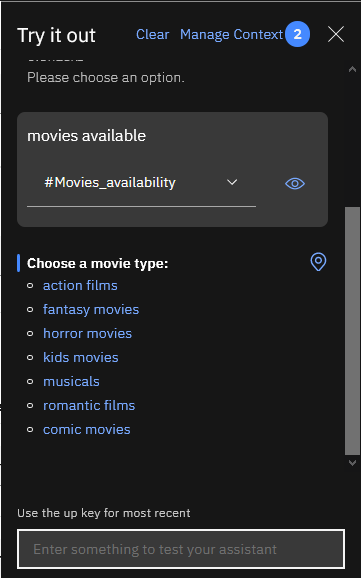 Try it out
Clear
Manage Context 2
Please choose an option.
movies available
#Movies_availability
Choose a movie type:
action films
fantasy movies
horror movies
kids movies
musicals
romantic films
comic movies
Use the up key for most recent
Enter something to test your assistant